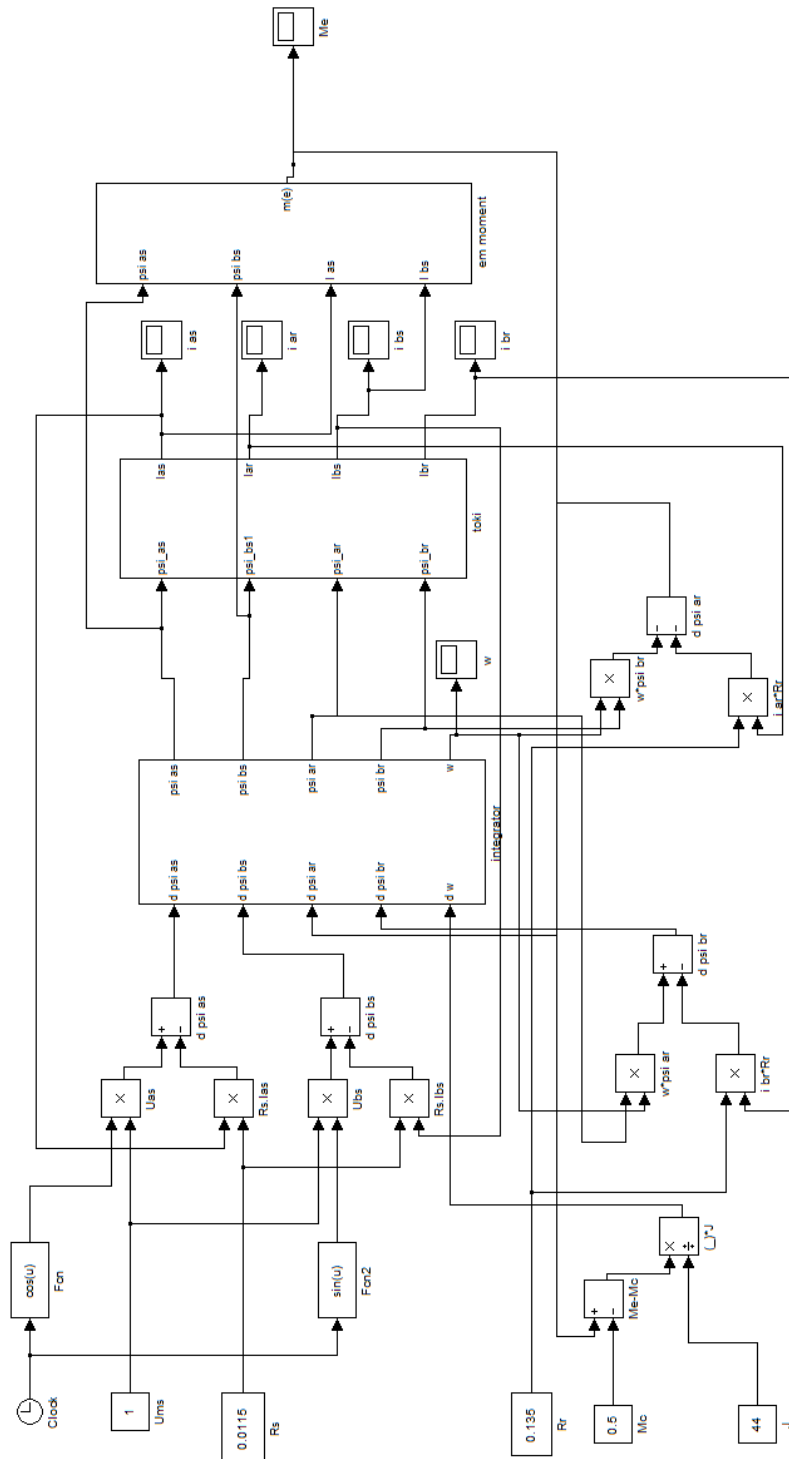 Clock
cos(u)
Fcn
sin(u)
Fcn2
1
Ums
0.0115
Rs
×
Uas
×
Rs.Ias
×
Ubs
×
Rs.Ibs
+
−
d psi as
+
−
d psi bs
d psi as
d psi bs
d psi ar
d psi br
d w
psi as
psi bs
psi ar
psi br
w
integrator
w
psi_as
psi_bs1
psi_ar
psi_br
Ias
Iar
Ibs
Ibr
toki
i as
i ar
i bs
i br
psi as
psi bs
I as
I bs
m(e)
em moment
Me
0.135
Rr
0.5
Mc
44
+
−
Me-Mc
×
÷
(_)*J
×
w*psi ar
×
i br*Rr
+
−
d psi br
×
w*psi br
×
i ar*Rr
−
−
d psi ar